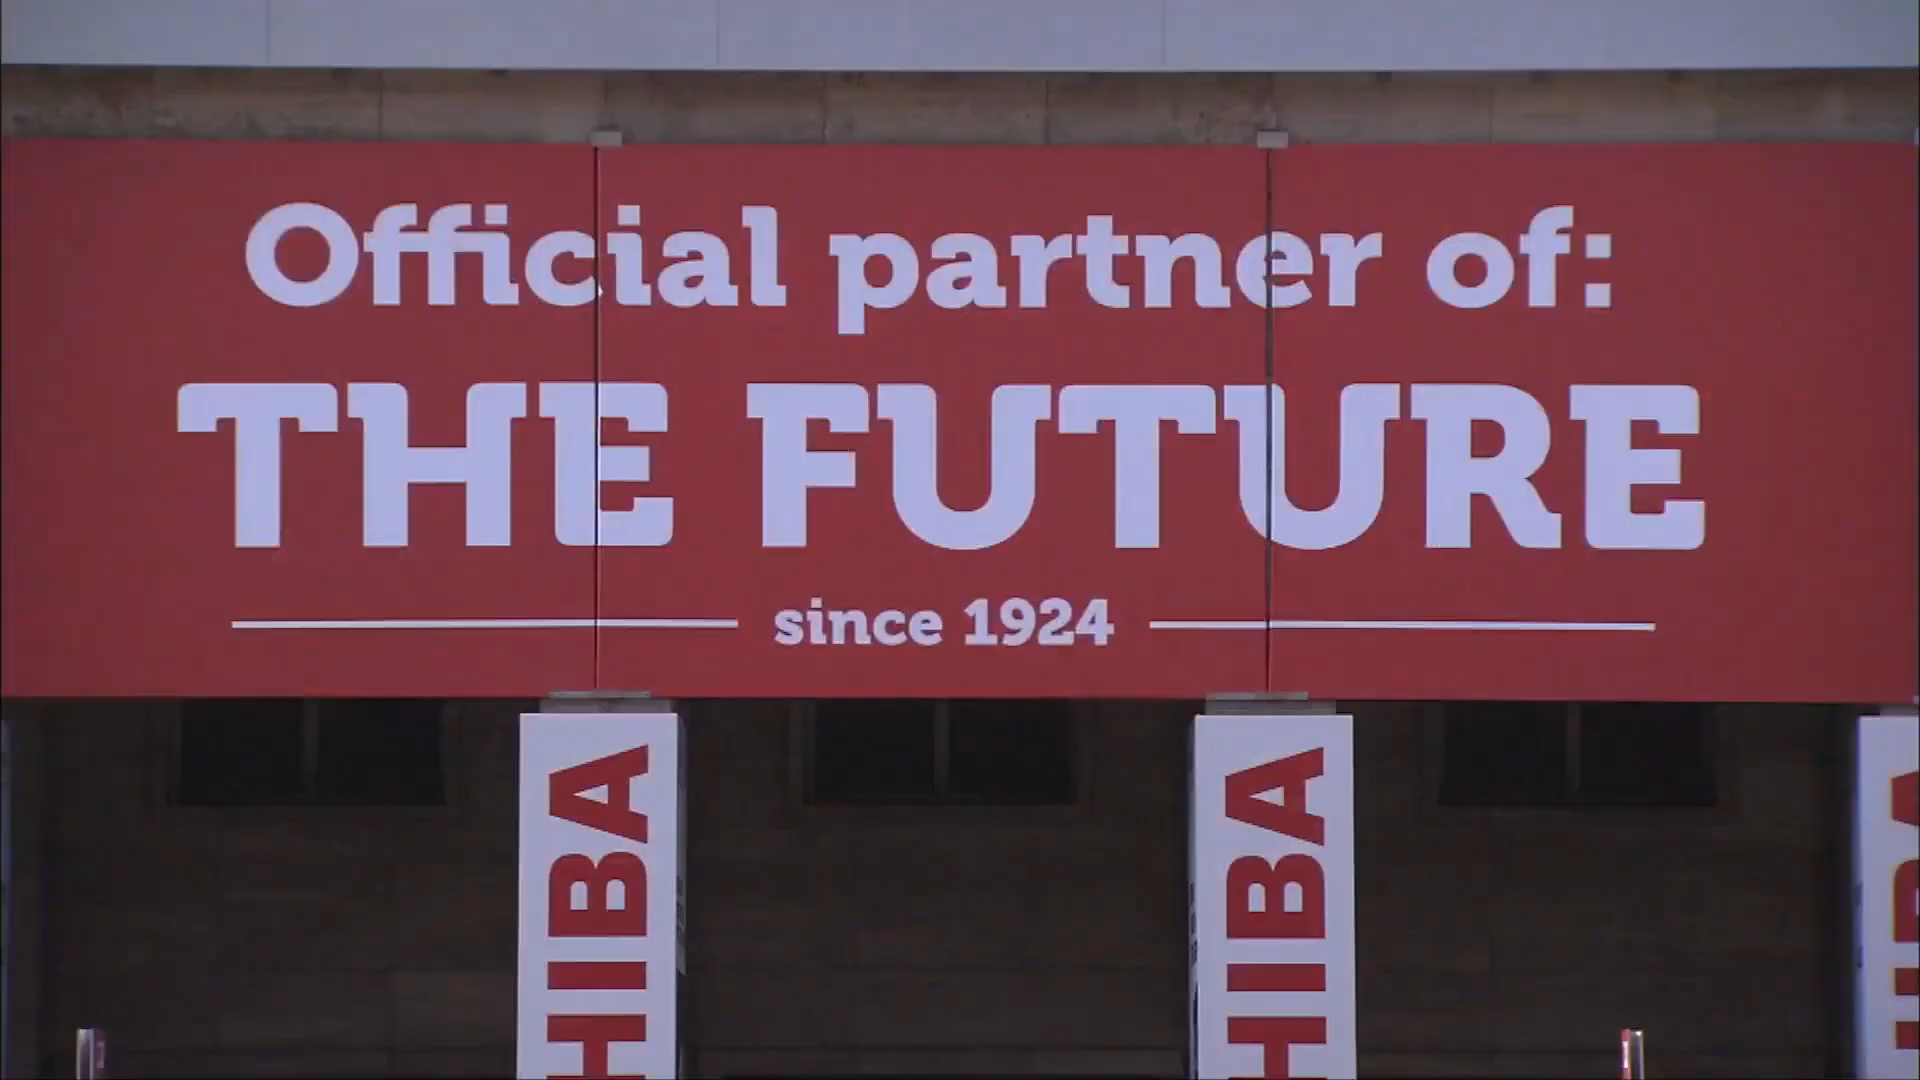 Official partner of:
THE FUTURE
since 1924
HIBA
HIBA